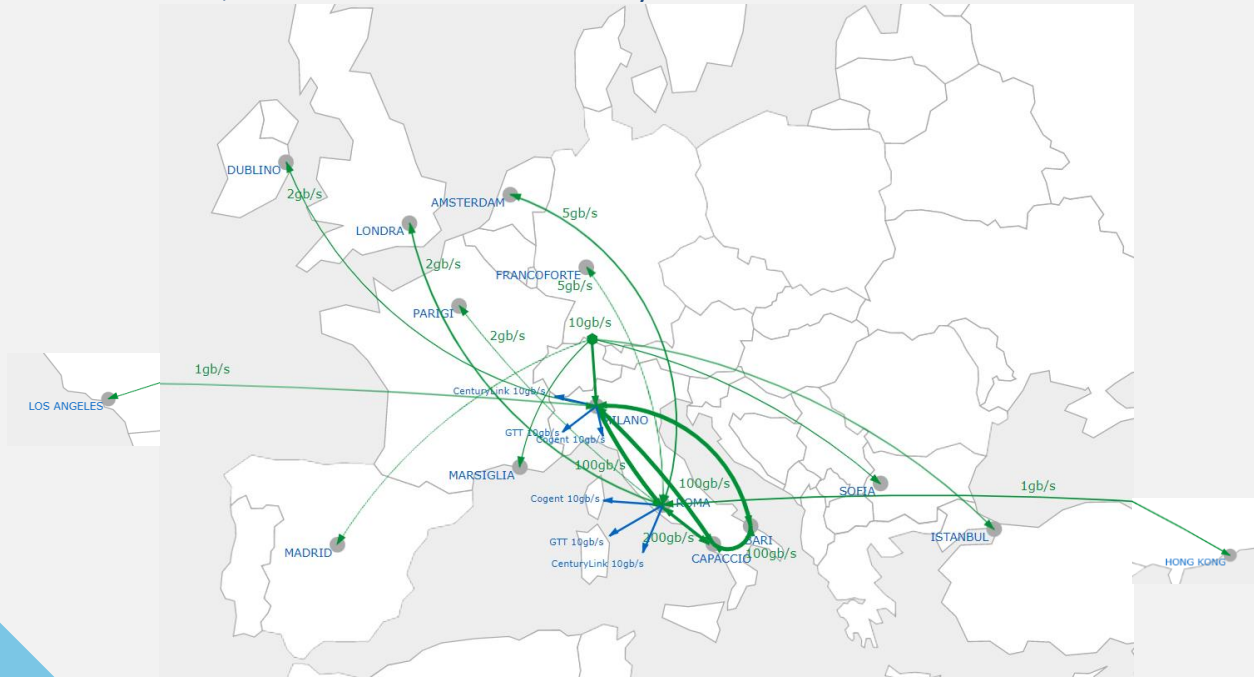 DUBLINO
2gb/s
AMSTERDAM
5gb/s
LONDRA
2gb/s
FRANCOFORTE
5gb/s
PARIGI
10gb/s
2gb/s
1gb/s
LOS ANGELES
CenturyLink 10gb/s
MILANO
GTT 10gb/s
Cogent 10gb/s
100gb/s
MARSIGLIA
100gb/s
SOFIA
1gb/s
Cogent 10gb/s
ROMA
ISTANBUL
200gb/s
GTT 10gb/s
BARI
MADRID
100gb/s
CAPACCIO
CenturyLink 10gb/s
HONG KONG